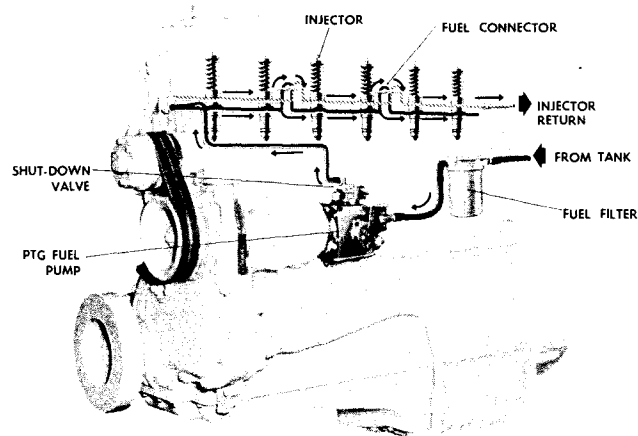 INJECTOR
FUEL CONNECTOR
INJECTOR
RETURN
FROM TANK
SHUT-DOWN
VALVE
FUEL FILTER
PTG FUEL
PUMP